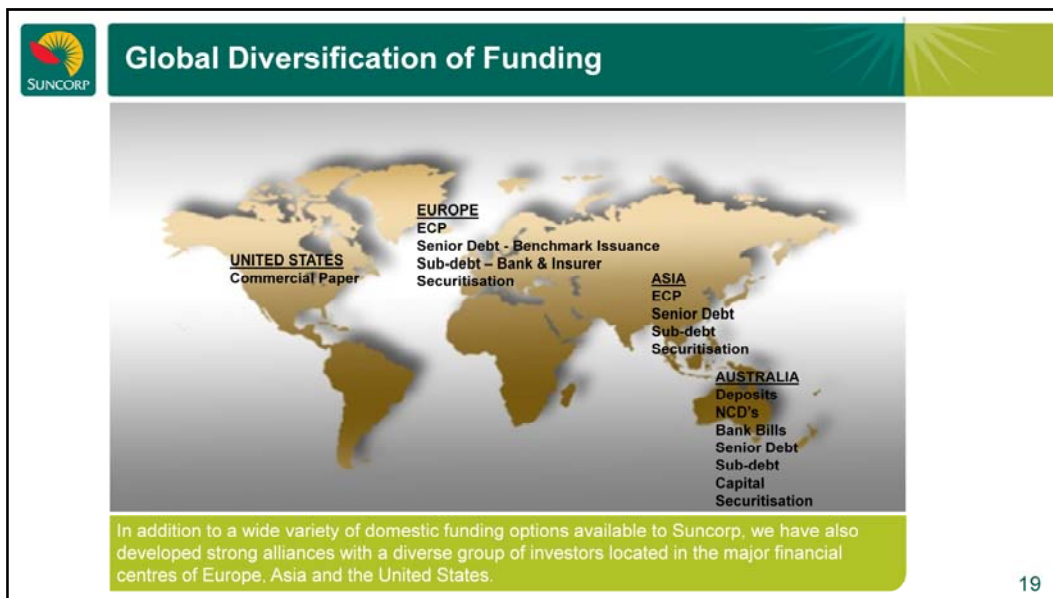 SUNCORP
Global Diversification of Funding
UNITED STATES
Commercial Paper
EUROPE
ECP
Senior Debt - Benchmark Issuance
Sub-debt – Bank & Insurer
Securitisation
ASIA
ECP
Senior Debt
Sub-debt
Securitisation
AUSTRALIA
Deposits
NCD's
Bank Bills
Senior Debt
Sub-debt
Capital
Securitisation
In addition to a wide variety of domestic funding options available to Suncorp, we have also
developed strong alliances with a diverse group of investors located in the major financial
centres of Europe, Asia and the United States.
19